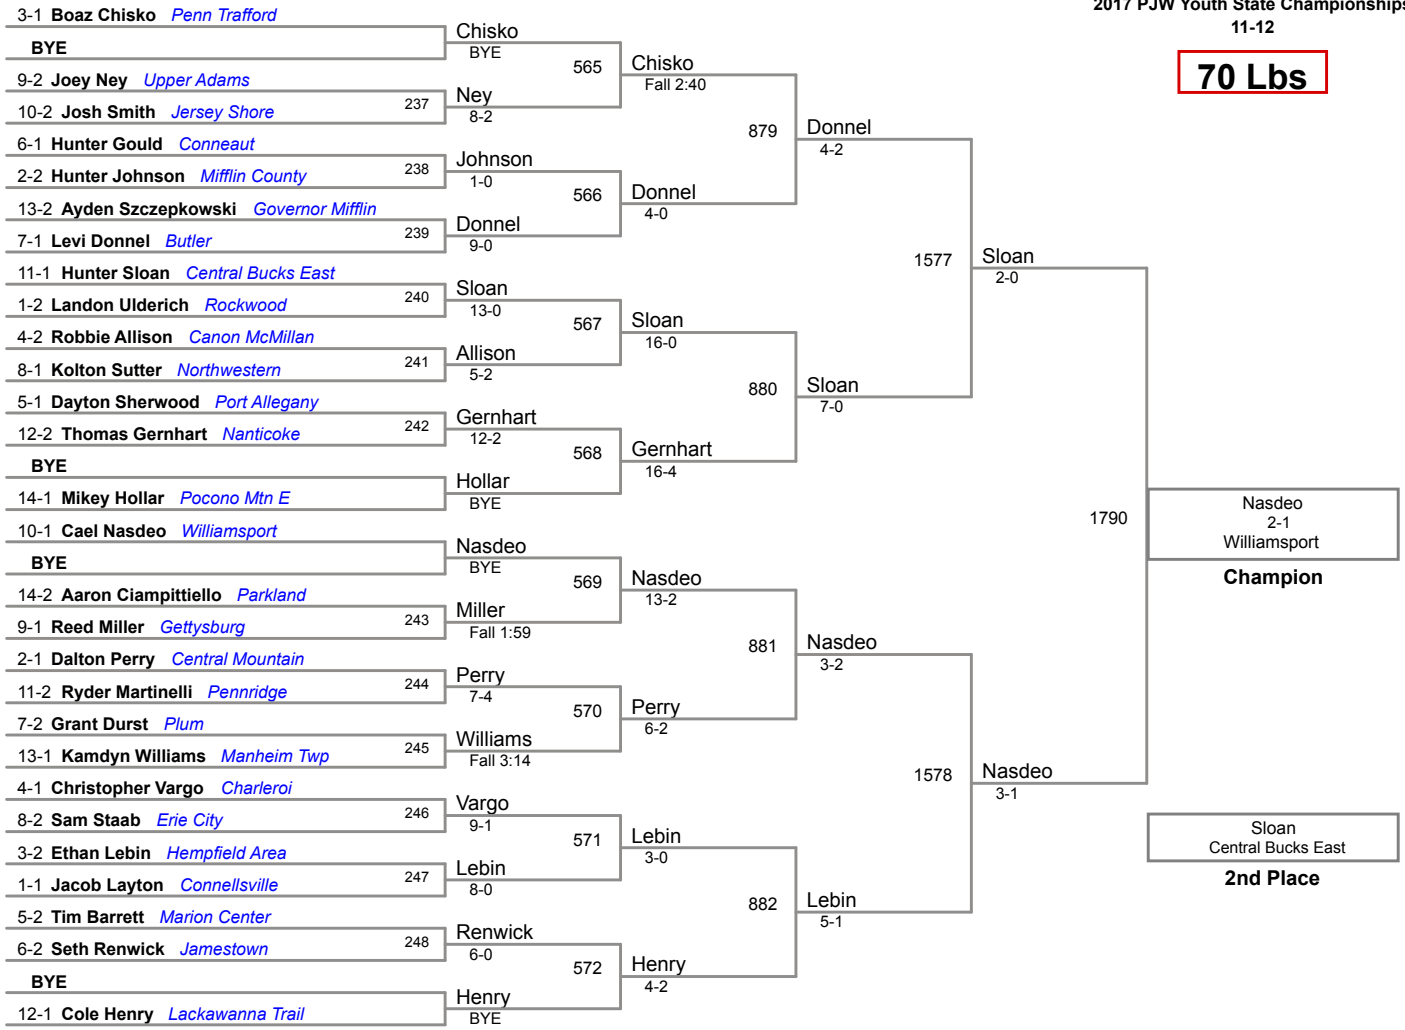 2017 PJW Youth State Championships
11-12
70 Lbs
3-1 Boaz Chisko Penn Trafford
BYE
9-2 Joey Ney Upper Adams
10-2 Josh Smith Jersey Shore
6-1 Hunter Gould Conneaut
2-2 Hunter Johnson Mifflin County
13-2 Ayden Szczepkowski Governor Mifflin
7-1 Levi Donnel Butler
11-1 Hunter Sloan Central Bucks East
1-2 Landon Ulderich Rockwood
4-2 Robbie Allison Canon McMillan
8-1 Kolton Sutter Northwestern
5-1 Dayton Sherwood Port Allegany
12-2 Thomas Gernhart Nanticoke
BYE
14-1 Mikey Hollar Pocono Mtn E
10-1 Cael Nasdeo Williamsport
BYE
14-2 Aaron Ciampittiello Parkland
9-1 Reed Miller Gettysburg
2-1 Dalton Perry Central Mountain
11-2 Ryder Martinelli Pennridge
7-2 Grant Durst Plum
13-1 Kamdyn Williams Manheim Twp
4-1 Christopher Vargo Charleroi
8-2 Sam Staab Erie City
3-2 Ethan Lebin Hempfield Area
1-1 Jacob Layton Connellsville
5-2 Tim Barrett Marion Center
6-2 Seth Renwick Jamestown
BYE
12-1 Cole Henry Lackawanna Trail
237
238
239
240
241
242
243
244
245
246
247
248
Chisko
BYE
Ney
8-2
Johnson
1-0
Donnel
9-0
Sloan
13-0
Allison
5-2
Gernhart
12-2
Hollar
BYE
Nasdeo
BYE
Miller
Fall 1:59
Perry
7-4
Williams
Fall 3:14
Vargo
9-1
Lebin
8-0
Renwick
6-0
Henry
BYE
565
566
567
568
569
570
571
572
Chisko
Fall 2:40
Donnel
4-0
Sloan
16-0
Gernhart
16-4
Nasdeo
13-2
Perry
6-2
Lebin
3-0
Henry
4-2
879
880
881
882
Donnel
4-2
Sloan
7-0
Nasdeo
3-2
Lebin
5-1
1577
1578
Sloan
2-0
Nasdeo
3-1
1790
Nasdeo
2-1
Williamsport
Champion
Sloan
Central Bucks East
2nd Place